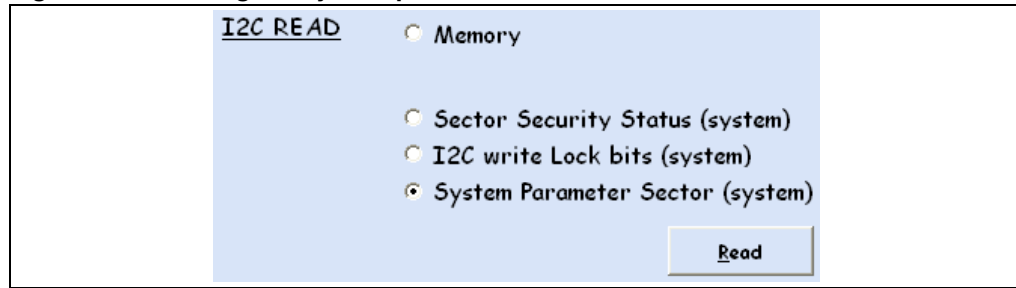 I2C READ
Memory
Sector Security Status (system)
I2C write Lock bits (system)
System Parameter Sector (system)
Read